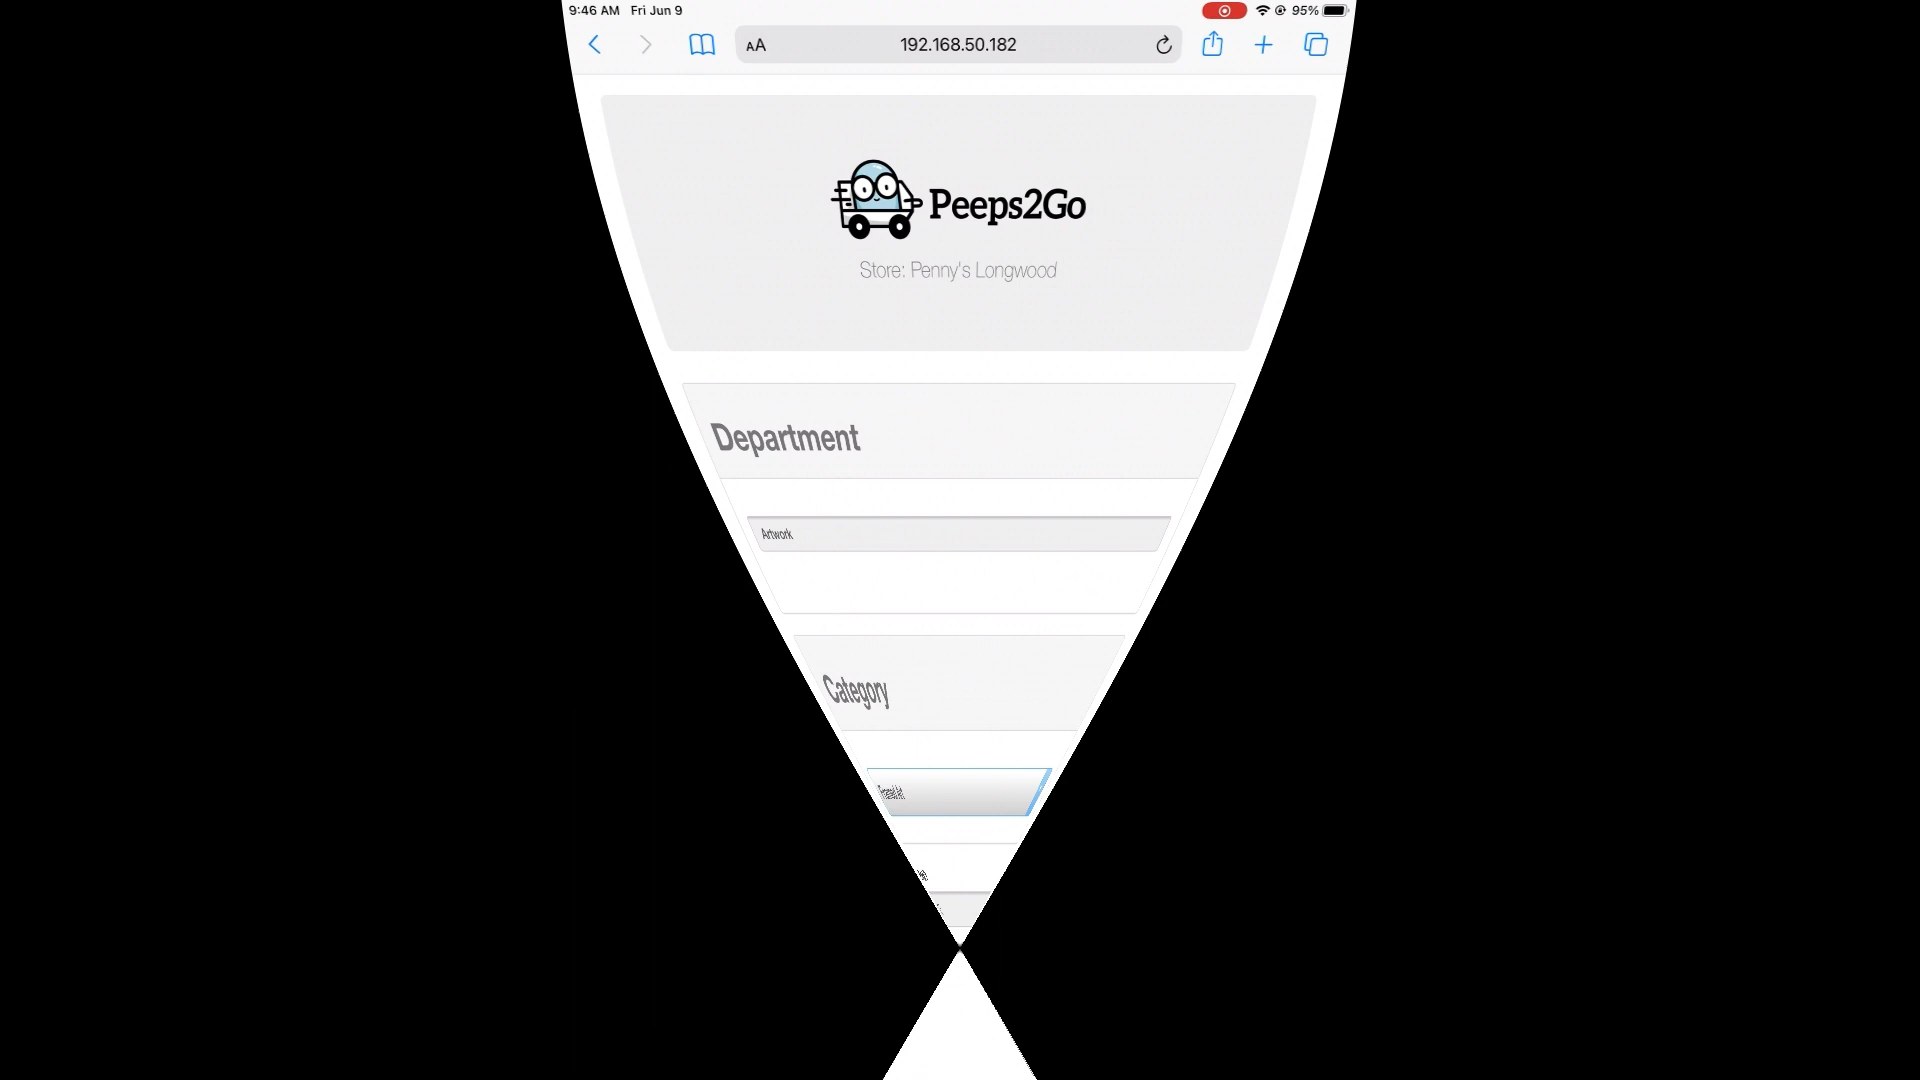 9:46 AM Fri Jun 9
95%
AA 192.168.50.182
Peeps2Go
Store: Penny's Longwood
Department
Artwork
Category